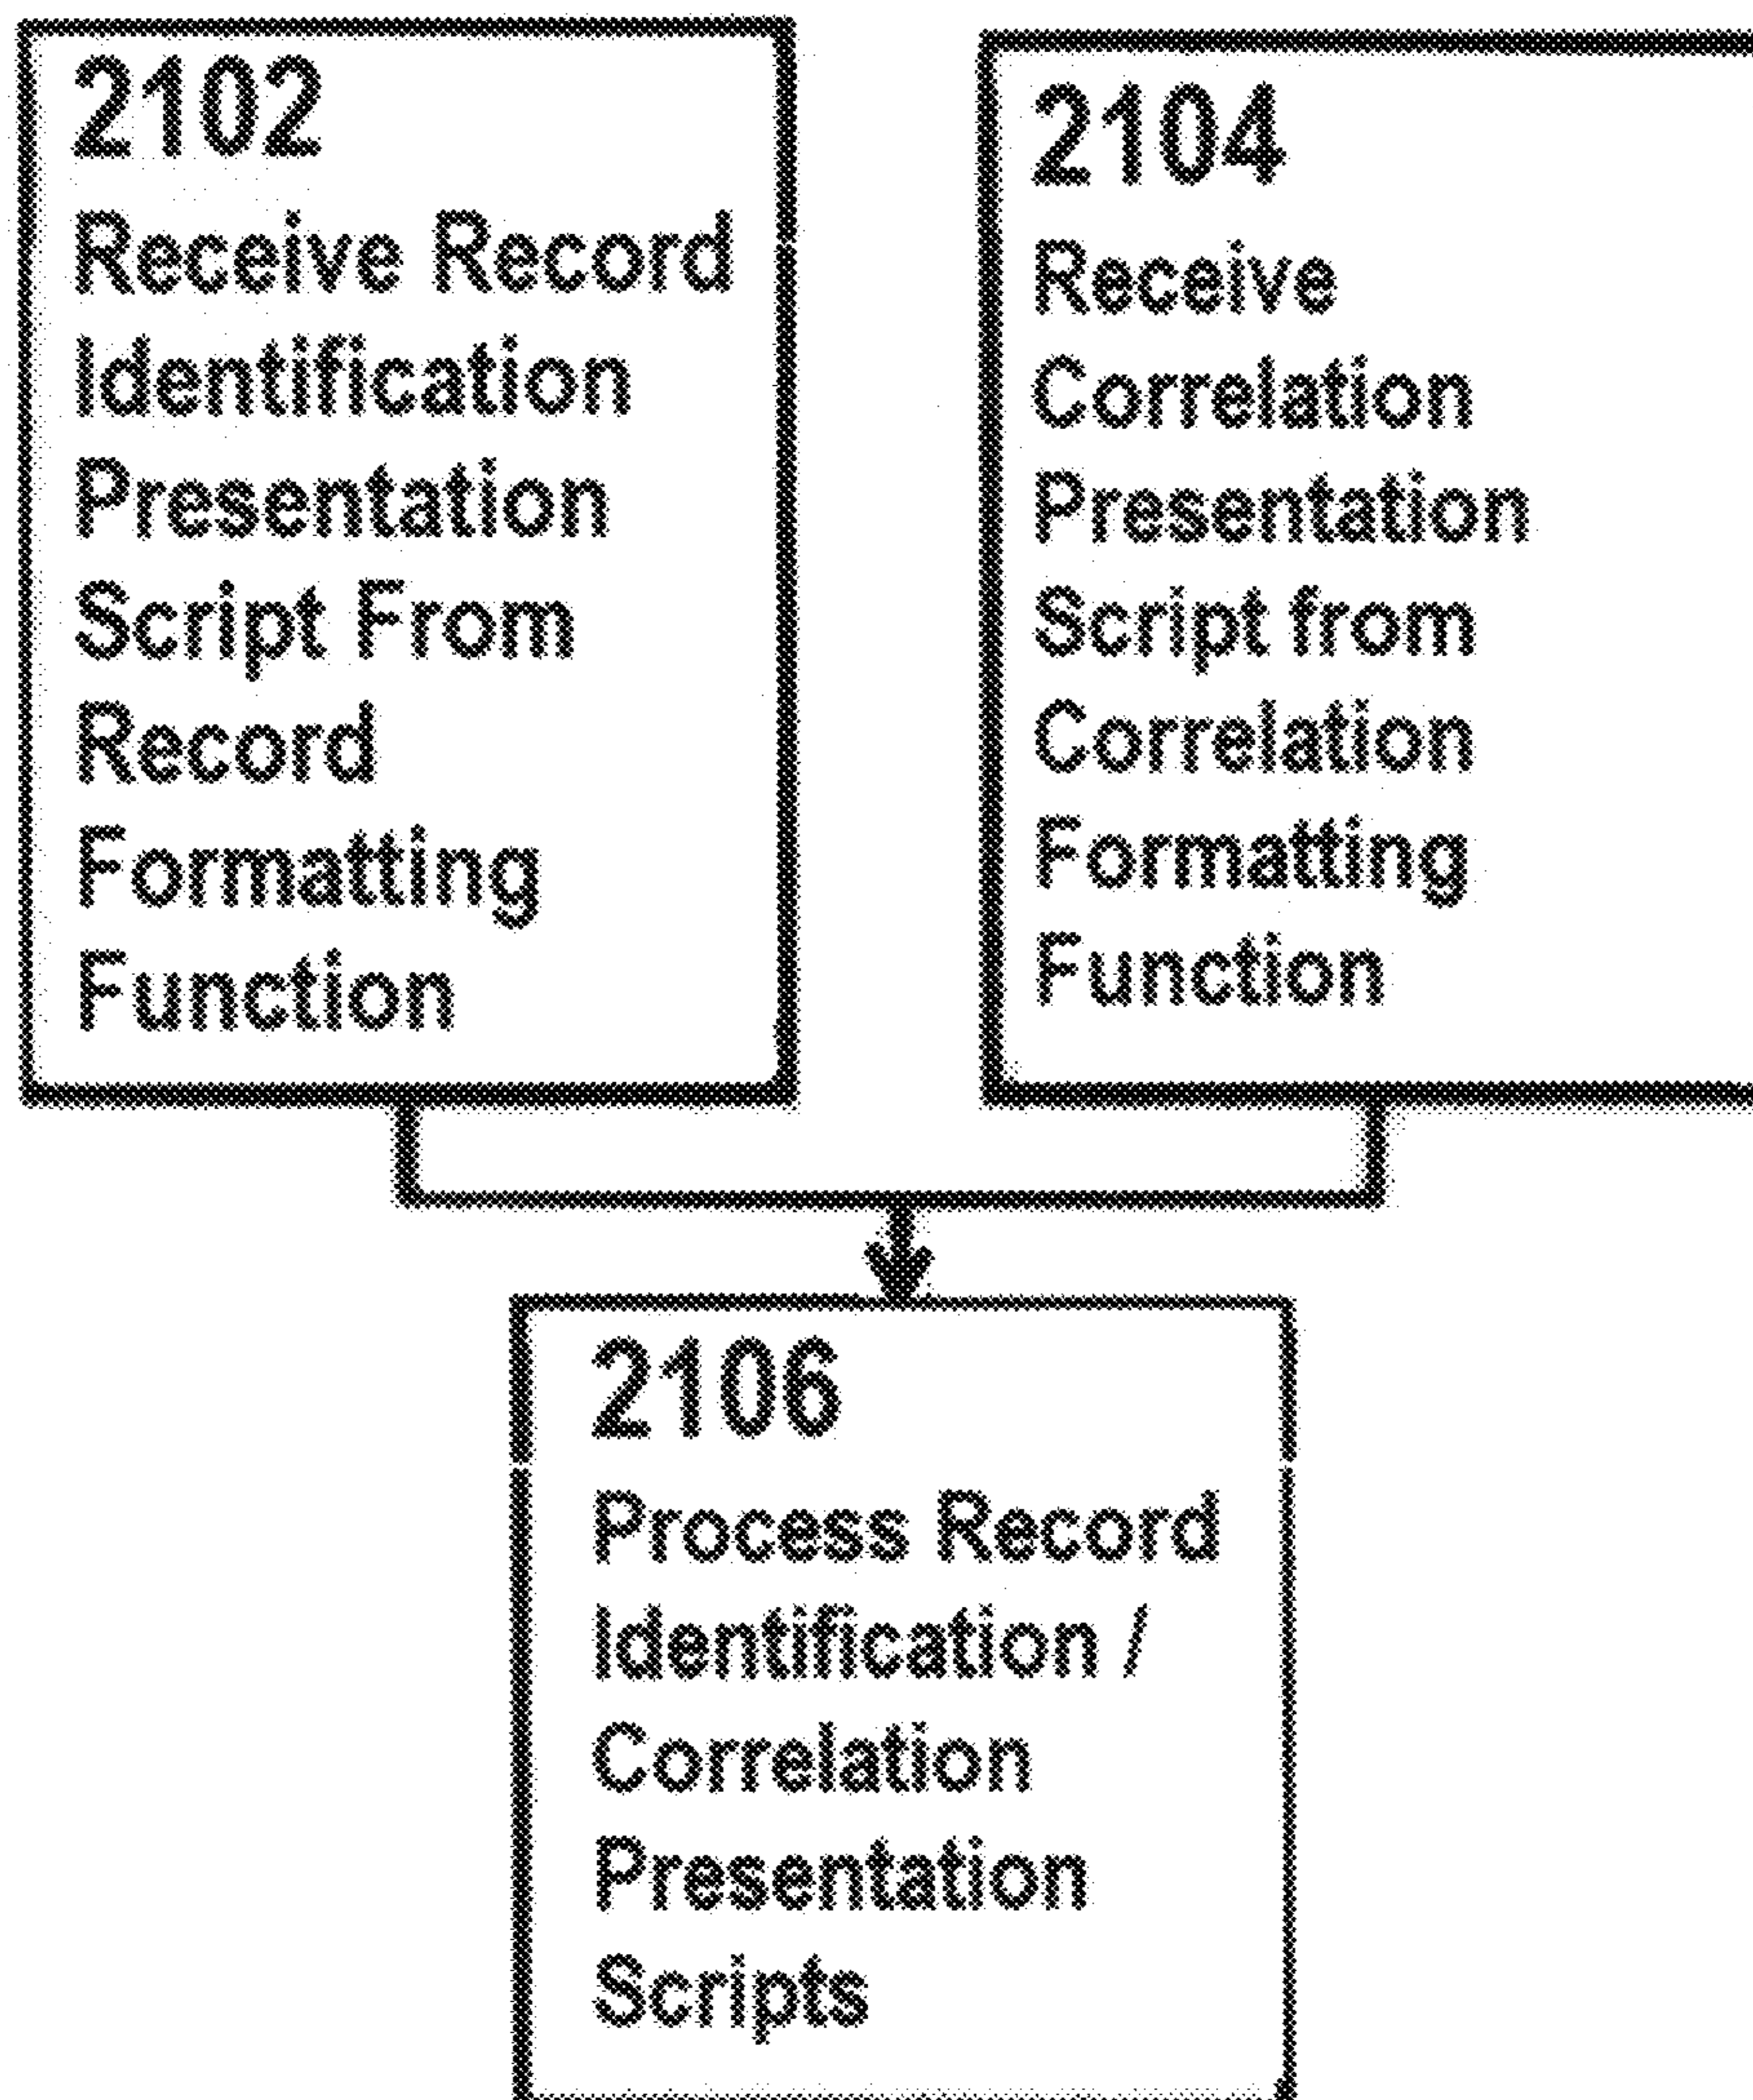 2102
Receive Record
Identification
Presentation
Script From
Record
Formatting
Function
2104
Receive
Correlation
Presentation
Script from
Correlation
Formatting
Function
2106
Process Record
Identification /
Correlation
Presentation
Scripts